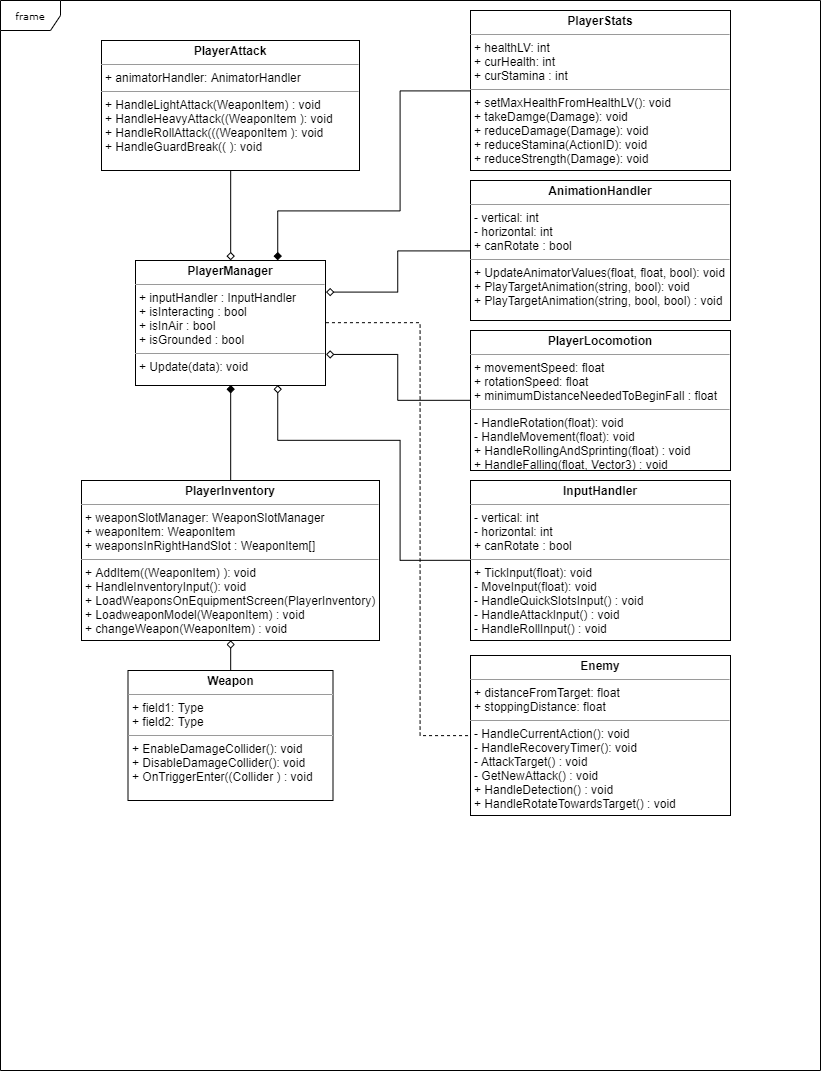 frame
PlayerAttack
+ animatorHandler: AnimatorHandler
+ HandleLightAttack(WeaponItem) : void
+ HandleHeavyAttack((WeaponItem ): void
+ HandleRollAttack(((WeaponItem ): void
+ HandleGuardBreak(( ): void
PlayerStats
+ healthLV: int
+ curHealth: int
+ curStamina : int
+ setMaxHealthFromHealthLV(): void
+ takeDamge(Damage): void
+ reduceDamage(Damage): void
+ reduceStamina(ActionID): void
+ reduceStrength(Damage): void
AnimationHandler
- vertical: int
- horizontal: int
+ canRotate : bool
+ UpdateAnimatorValues(float, float, bool): void
+ PlayTargetAnimation(string, bool): void
+ PlayTargetAnimation(string, bool, bool) : void
PlayerManager
+ inputHandler : InputHandler
+ isInteracting : bool
+ isInAir : bool
+ isGrounded : bool
+ Update(data): void
PlayerLocomotion
+ movementSpeed: float
+ rotationSpeed: float
+ minimumDistanceNeededToBeginFall : float
- HandleRotation(float): void
- HandleMovement(float): void
+ HandleRollingAndSprinting(float) : void
+ HandleFalling(float, Vector3) : void
PlayerInventory
+ weaponSlotManager: WeaponSlotManager
+ weaponItem: WeaponItem
+ weaponsInRightHandSlot : WeaponItem[]
+ AddItem((WeaponItem) ): void
+ HandleInventoryInput(): void
+ LoadWeaponsOnEquipmentScreen(PlayerInventory)
+ LoadweaponModel(WeaponItem) : void
+ changeWeapon(WeaponItem) : void
InputHandler
- vertical: int
- horizontal: int
+ canRotate : bool
+ TickInput(float): void
- MoveInput(float): void
- HandleQuickSlotsInput() : void
- HandleAttackInput() : void
- HandleRollInput() : void
Weapon
+ field1: Type
+ field2: Type
+ EnableDamageCollider(): void
+ DisableDamageCollider(): void
+ OnTriggerEnter((Collider ) : void
Enemy
+ distanceFromTarget: float
+ stoppingDistance: float
- HandleCurrentAction(): void
- HandleRecoveryTimer(): void
- AttackTarget() : void
- GetNewAttack() : void
+ HandleDetection() : void
+ HandleRotateTowardsTarget() : void